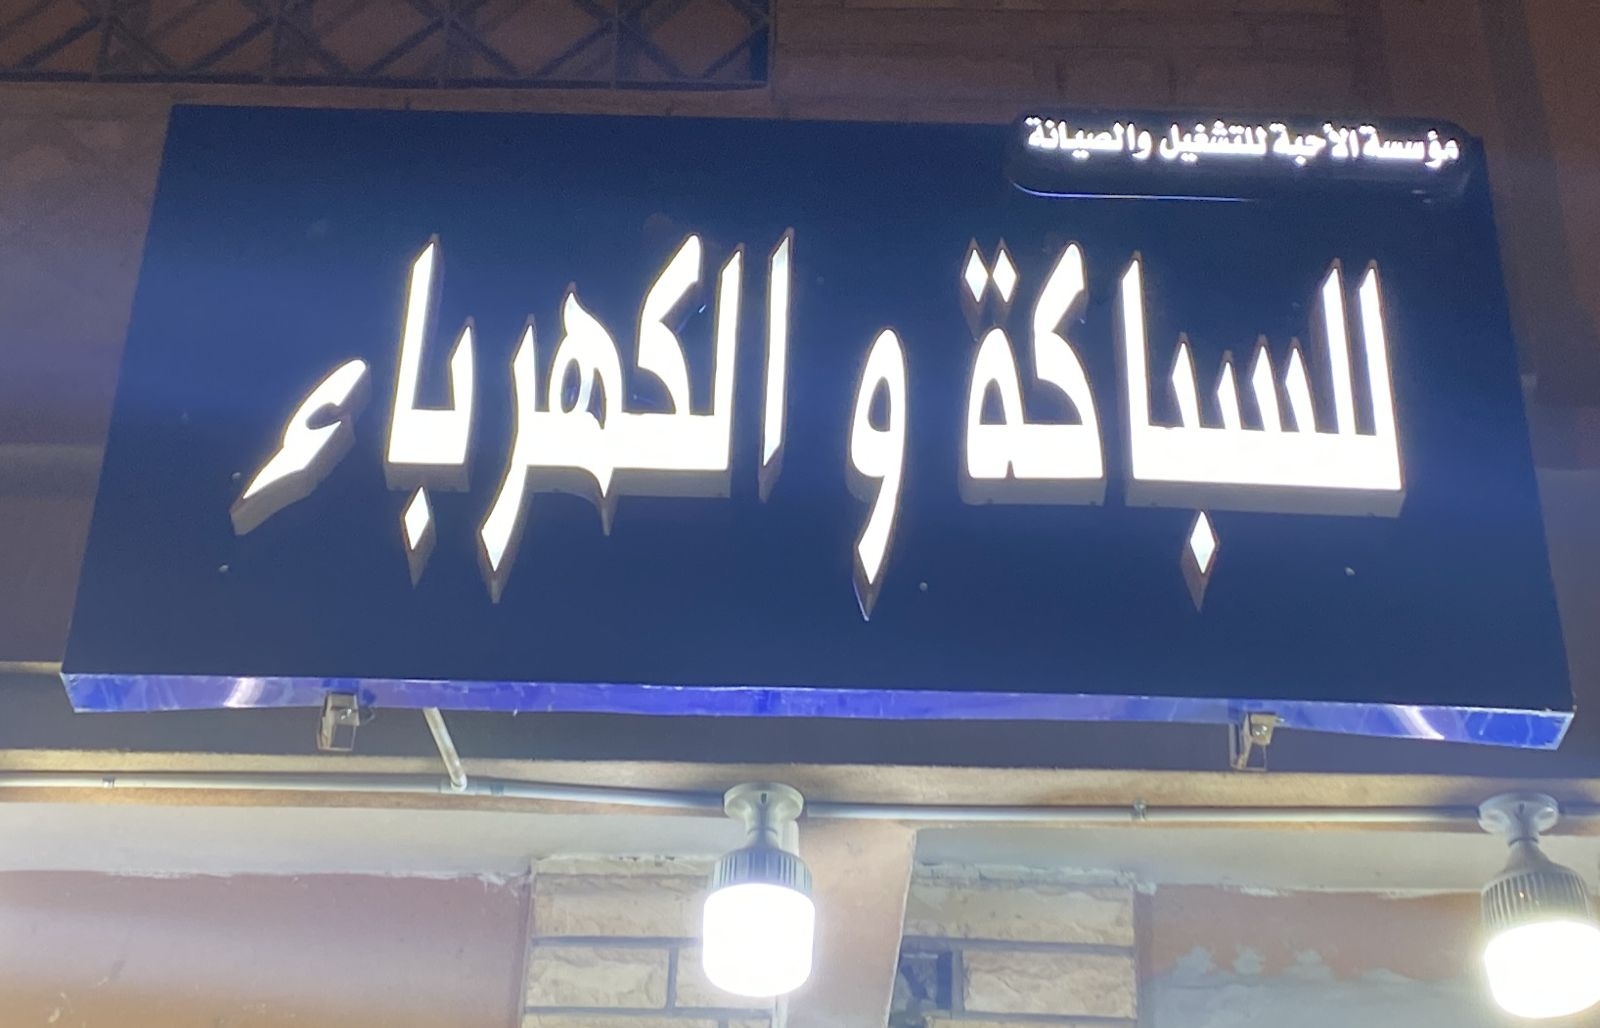 مؤسسة الأحبة للتشغيل والصيانة
للسباكة و الكهرباء